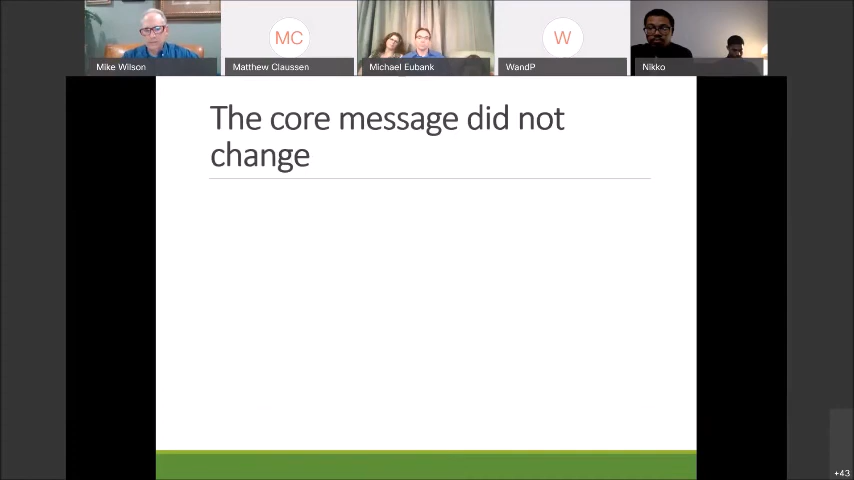 MC
W
Mike Wilson
Matthew Claussen
Michael Eubank
WandP
Nikko
The core message did not
change
+43